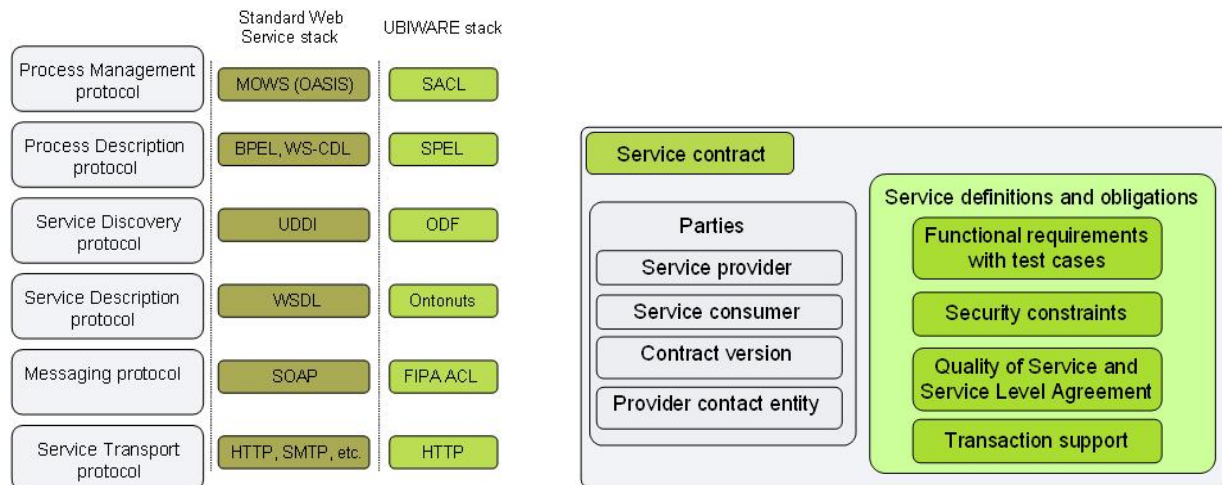 Standard Web
Service stack
UBIWARE stack
Process Management
protocol
MOWS (OASIS)
SACL
Process Description
protocol
BPEL, WS-CDL
SPEL
Service Discovery
protocol
UDDI
ODF
Service Description
protocol
WSDL
Ontonuts
Messaging protocol
SOAP
FIPA ACL
Service Transport
protocol
HTTP, SMTP, etc.
HTTP
Service contract
Parties
Service provider
Service consumer
Contract version
Provider contact entity
Service definitions and obligations
Functional requirements
with test cases
Security constraints
Quality of Service and
Service Level Agreement
Transaction support